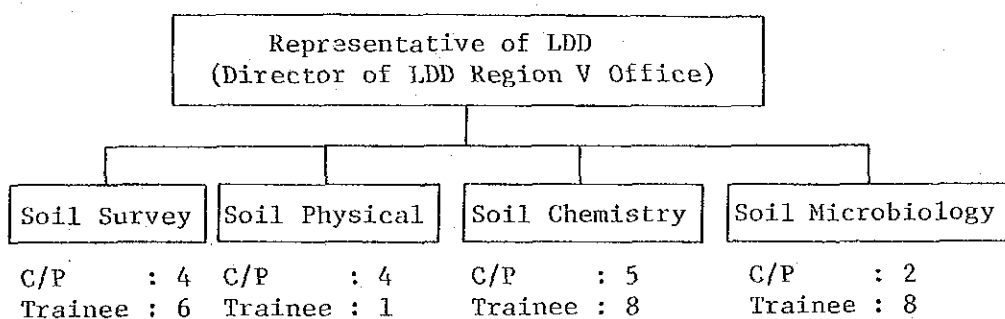 Representative of LDD
(Director of LDD Region V Office)
Soil Survey
Soil Physical
Soil Chemistry
Soil Microbiology
C/P : 4
Trainee : 6
C/P : 4
Trainee : 1
C/P : 5
Trainee : 8
C/P : 2
Trainee : 8